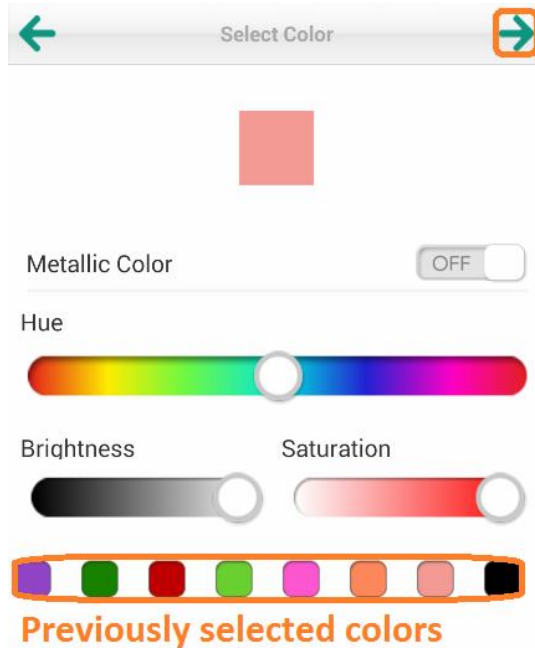 Select Color
Metallic Color
OFF
Hue
Brightness Saturation
Previously selected colors